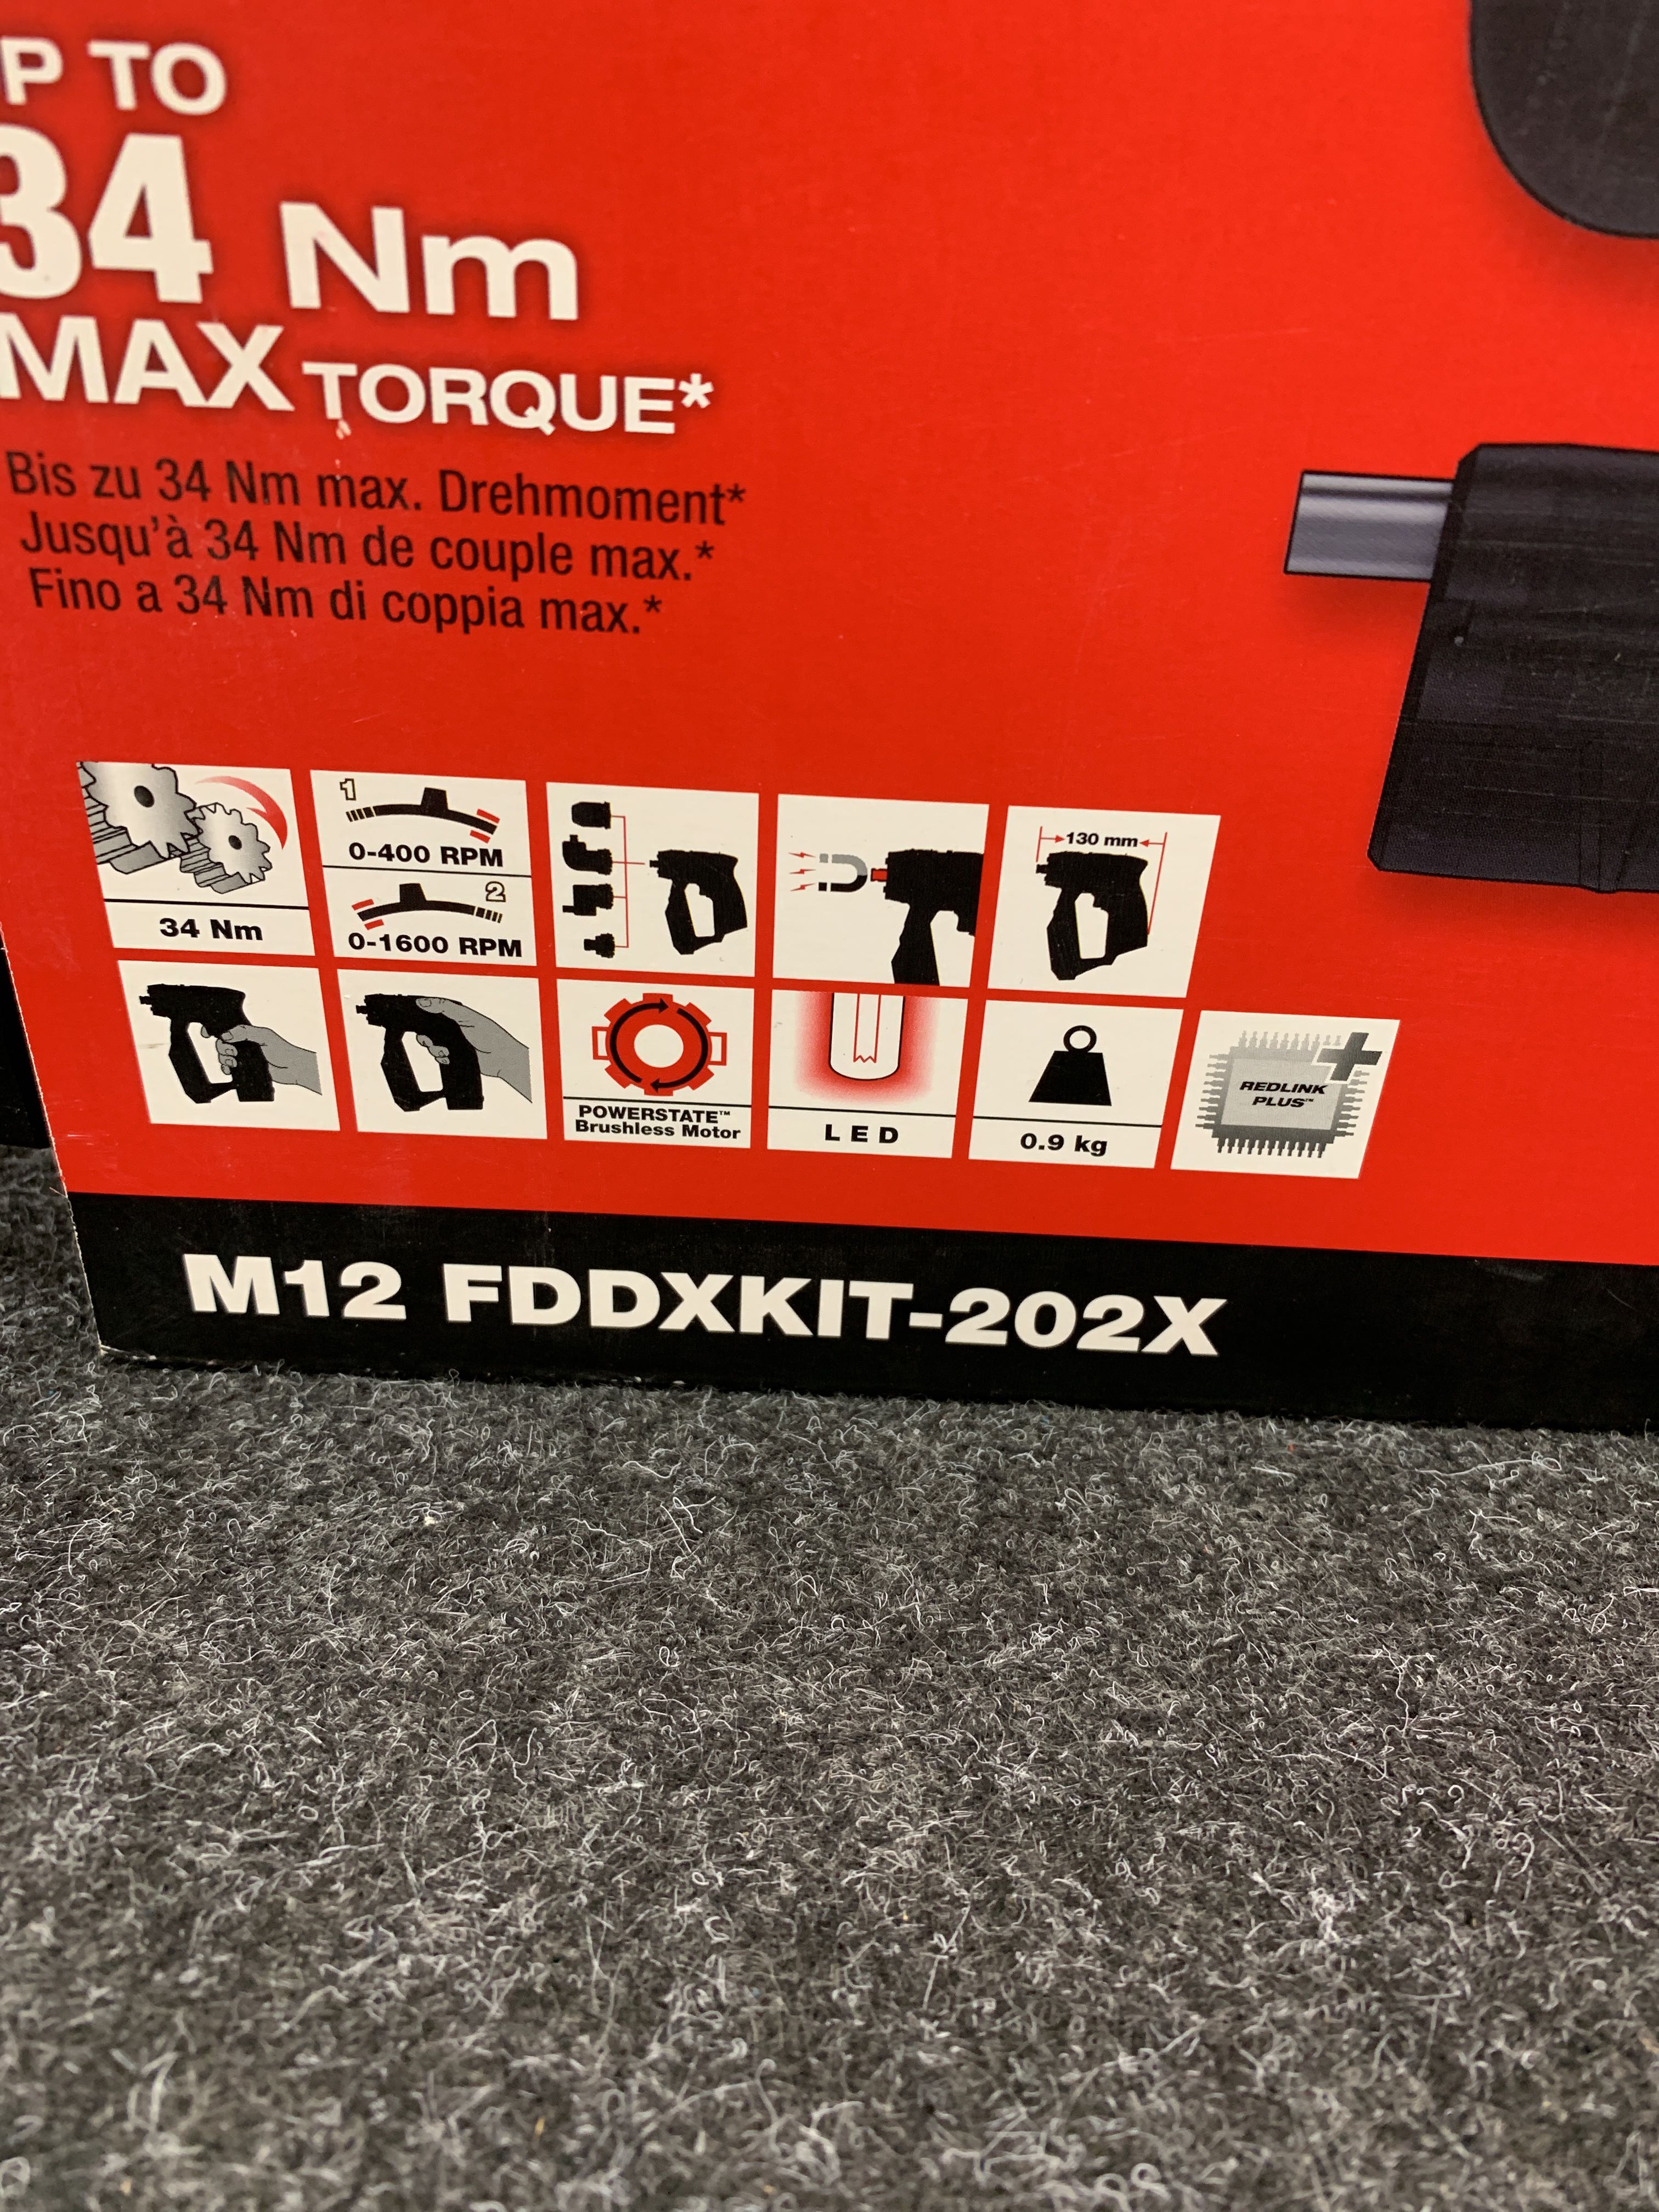 P TO
34 Nm
MAX TORQUE*
Bis zu 34 Nm max. Drehmoment*
Jusqu'à 34 Nm de couple max.*
Fino a 34 Nm di coppia max.*
34 Nm
1
0-400 RPM
2
0-1600 RPM
130 mm
POWERSTATE™
Brushless Motor
LED
0.9 kg
REDLINK
PLUS™
M12 FDDXKIT-202X